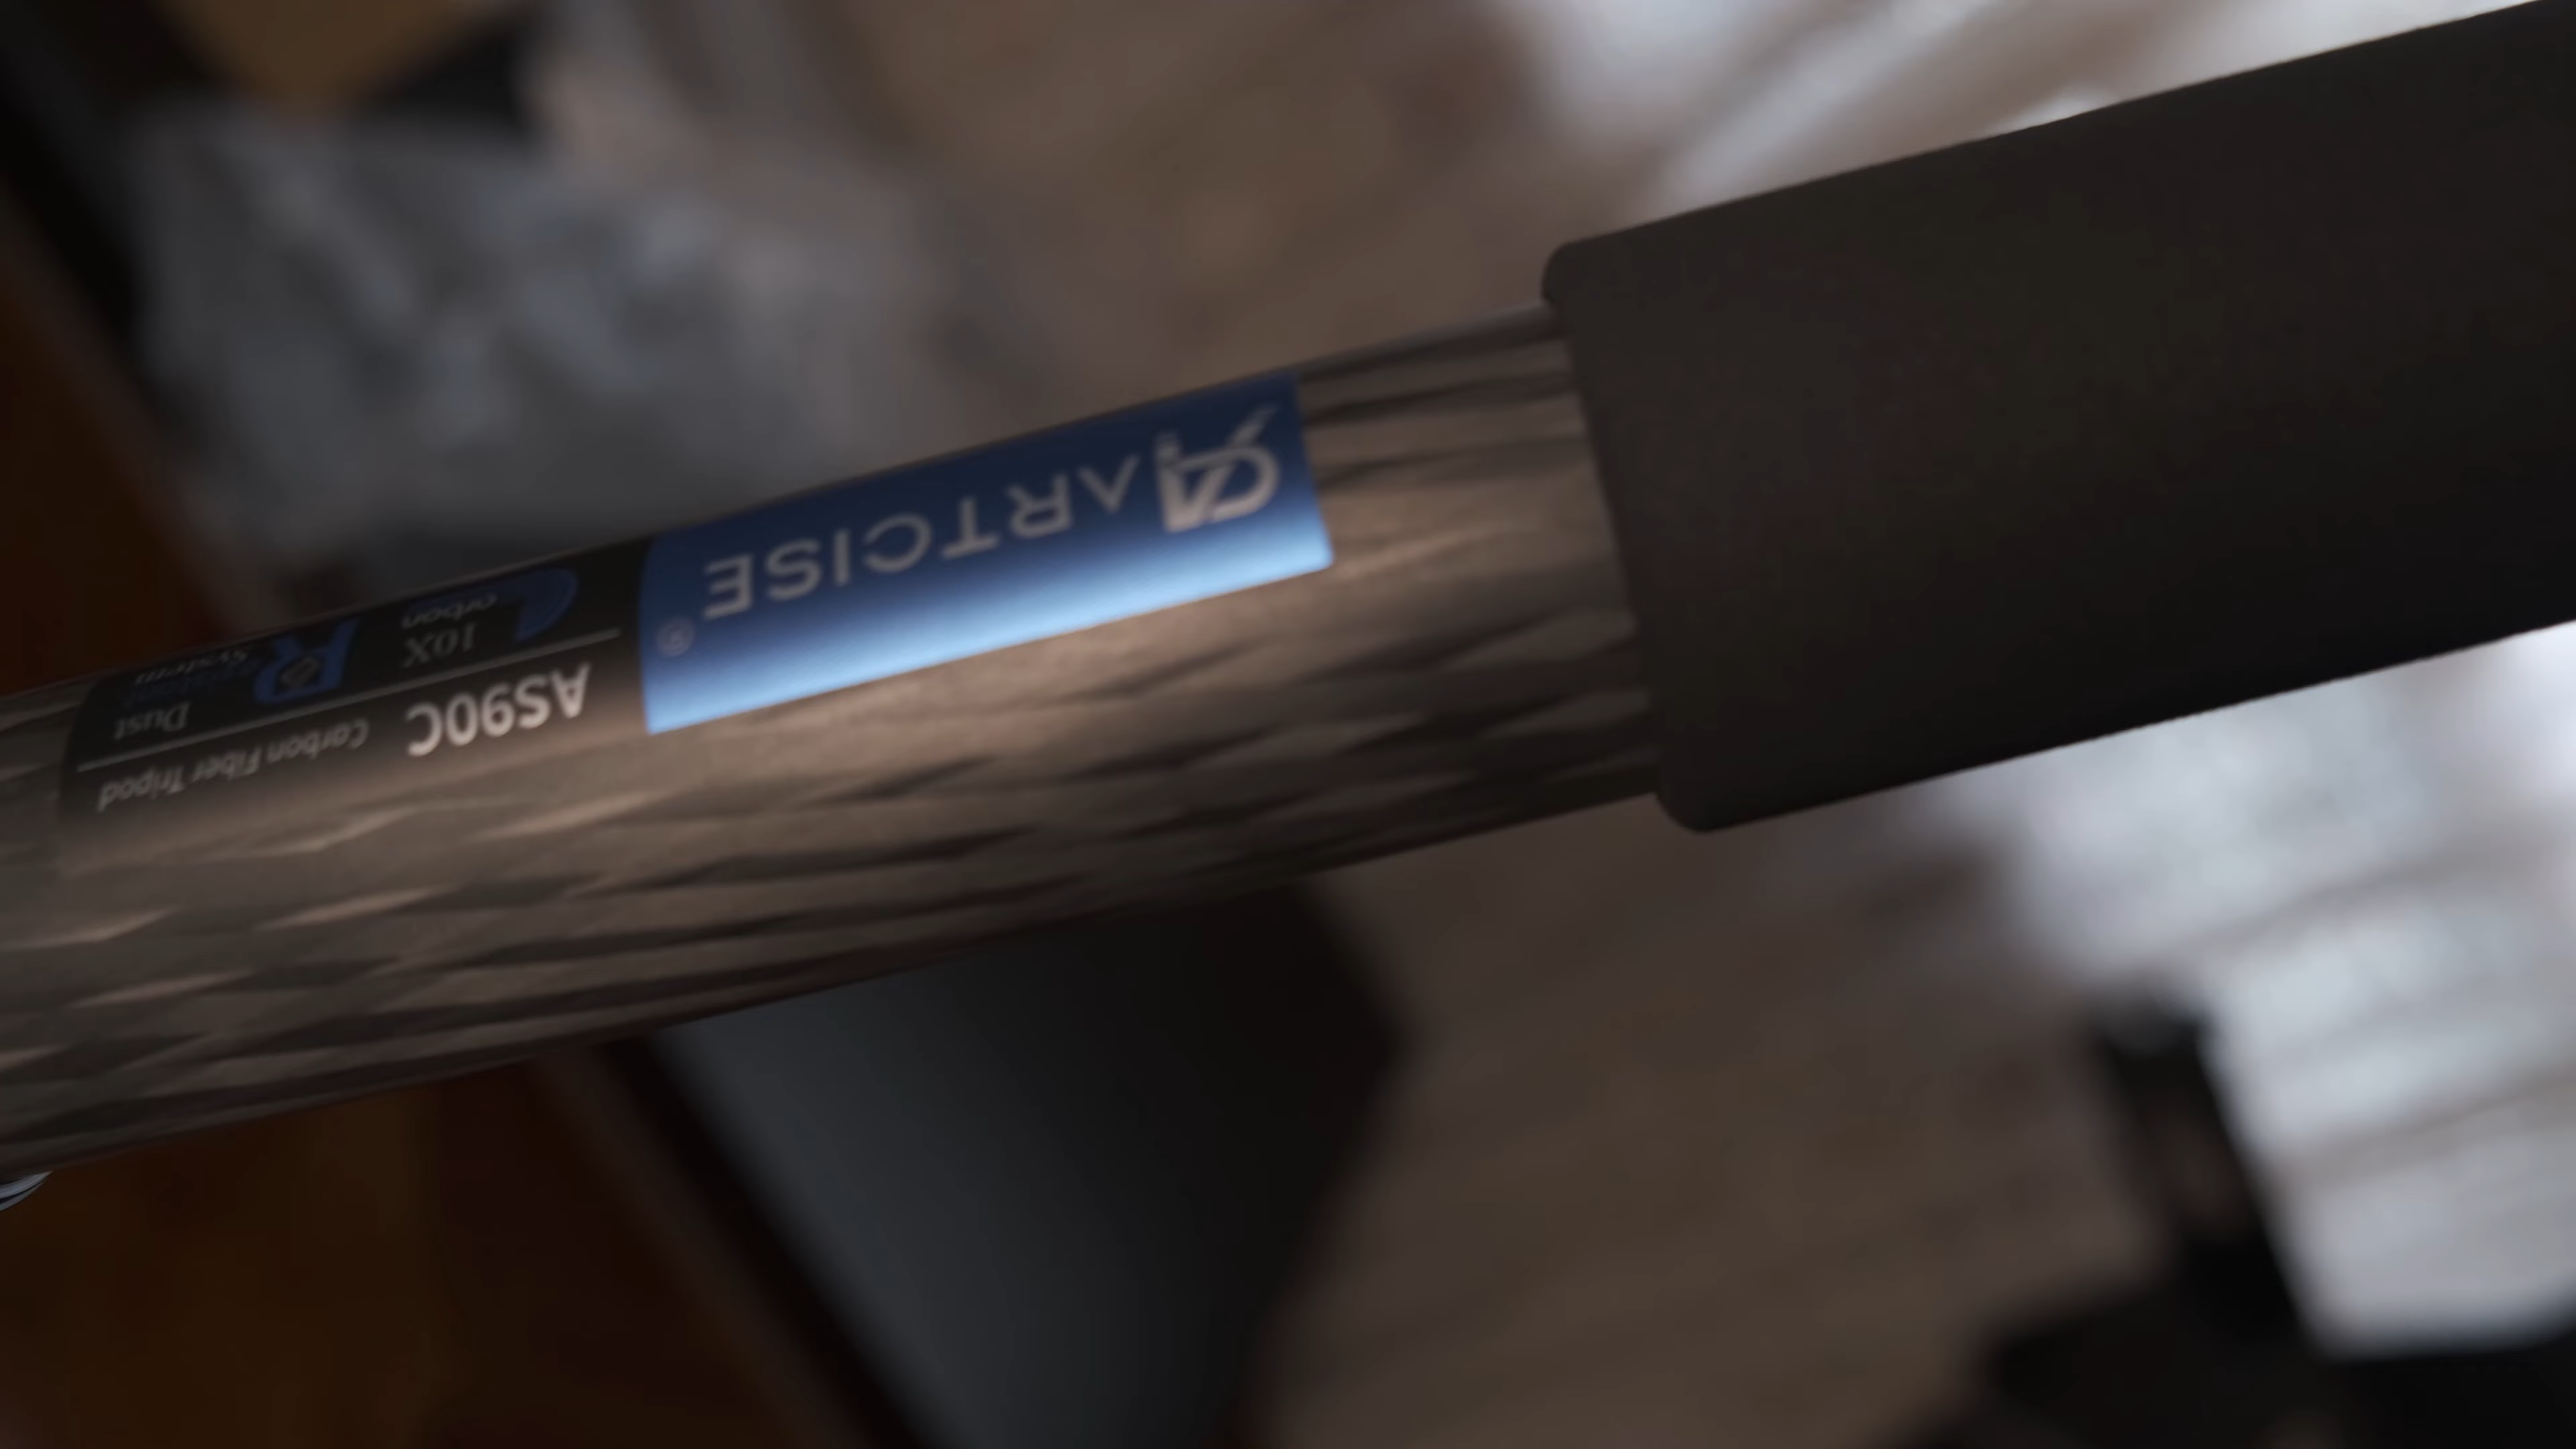 ARTCISE®
AS90C Carbon Fiber Tripod
10X
Carbon
Dust
System